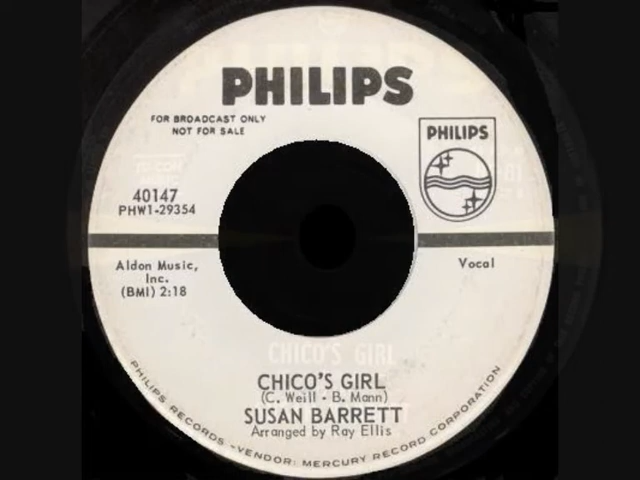 PHILIPS
FOR BROADCAST ONLY
NOT FOR SALE
PHILIPS
40147
PHW1-29354
Aldon Music,
Inc.
(BMI) 2:18
Vocal
CHICO'S GIRL
CHICO'S GIRL
(C. Weill - B. Mann)
SUSAN BARRETT
Arranged by Ray Ellis
PHILIPS RECORDS - VENDOR: MERCURY RECORD CORPORATION